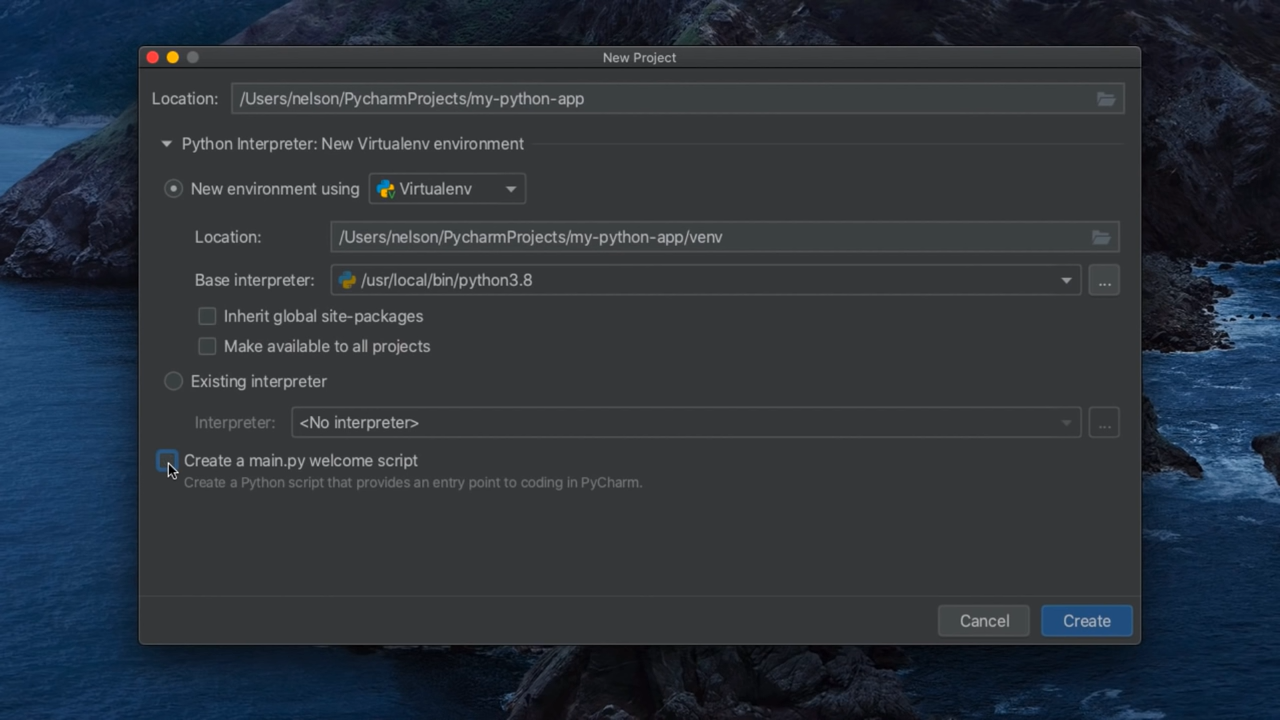 New Project
Location: /Users/nelson/PycharmProjects/my-python-app
Python Interpreter: New Virtualenv environment
New environment using Virtualenv
Location: /Users/nelson/PycharmProjects/my-python-app/venv
Base interpreter: /usr/local/bin/python3.8 ...
Inherit global site-packages
Make available to all projects
Existing interpreter
Interpreter: <No interpreter> ...
Create a main.py welcome script
Create a Python script that provides an entry point to coding in PyCharm.
Cancel Create